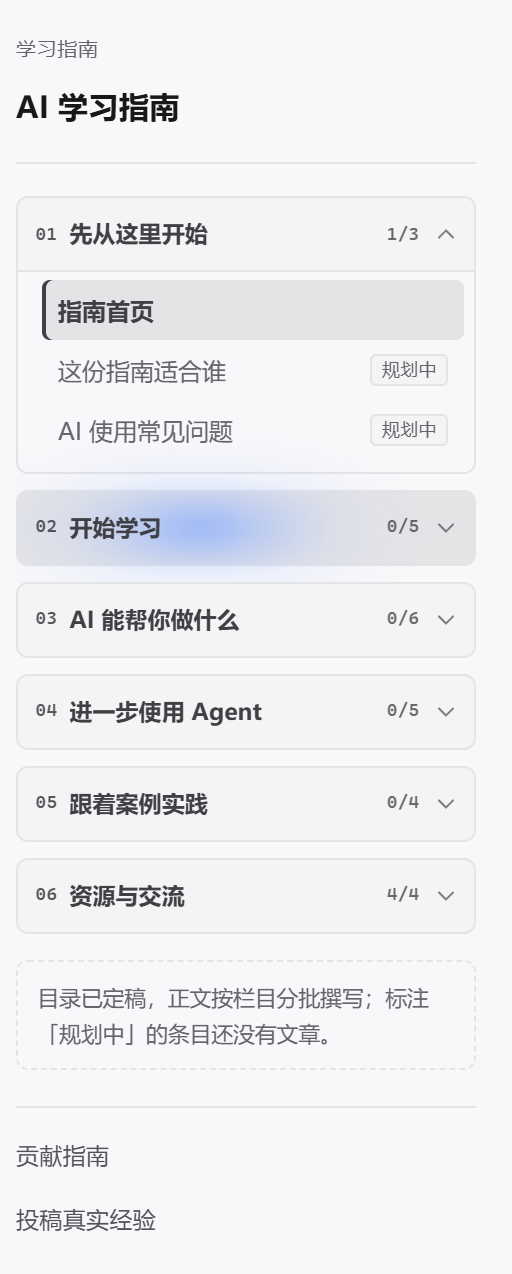 学习指南
AI 学习指南
01 先从这里开始 1/3
指南首页
这份指南适合谁 规划中
AI 使用常见问题 规划中
02 开始学习 0/5
03 AI 能帮你做什么 0/6
04 进一步使用 Agent 0/5
05 跟着案例实践 0/4
06 资源与交流 4/4
目录已定稿，正文按栏目分批撰写；标注
「规划中」的条目还没有文章。
贡献指南
投稿真实经验